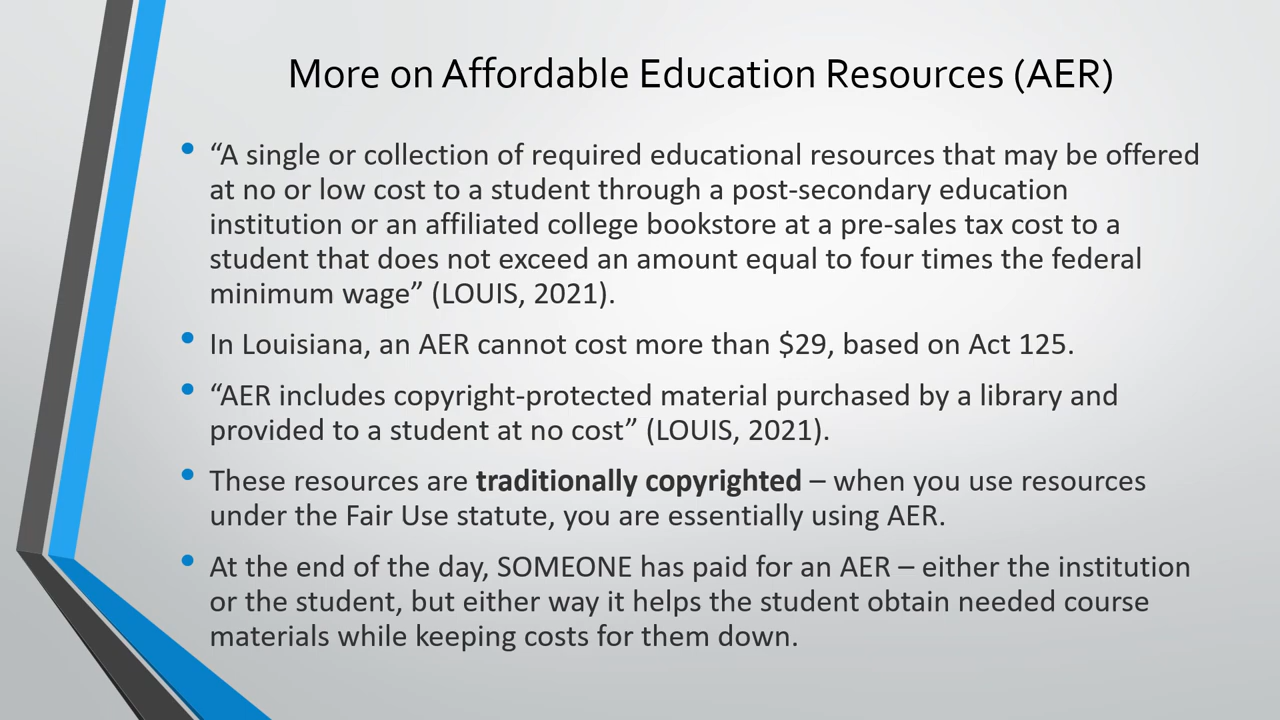 More on Affordable Education Resources (AER)
• “A single or collection of required educational resources that may be offered
at no or low cost to a student through a post-secondary education
institution or an affiliated college bookstore at a pre-sales tax cost to a
student that does not exceed an amount equal to four times the federal
minimum wage” (LOUIS, 2021).
• In Louisiana, an AER cannot cost more than $29, based on Act 125.
• “AER includes copyright-protected material purchased by a library and
provided to a student at no cost” (LOUIS, 2021).
• These resources are traditionally copyrighted – when you use resources
under the Fair Use statute, you are essentially using AER.
• At the end of the day, SOMEONE has paid for an AER – either the institution
or the student, but either way it helps the student obtain needed course
materials while keeping costs for them down.